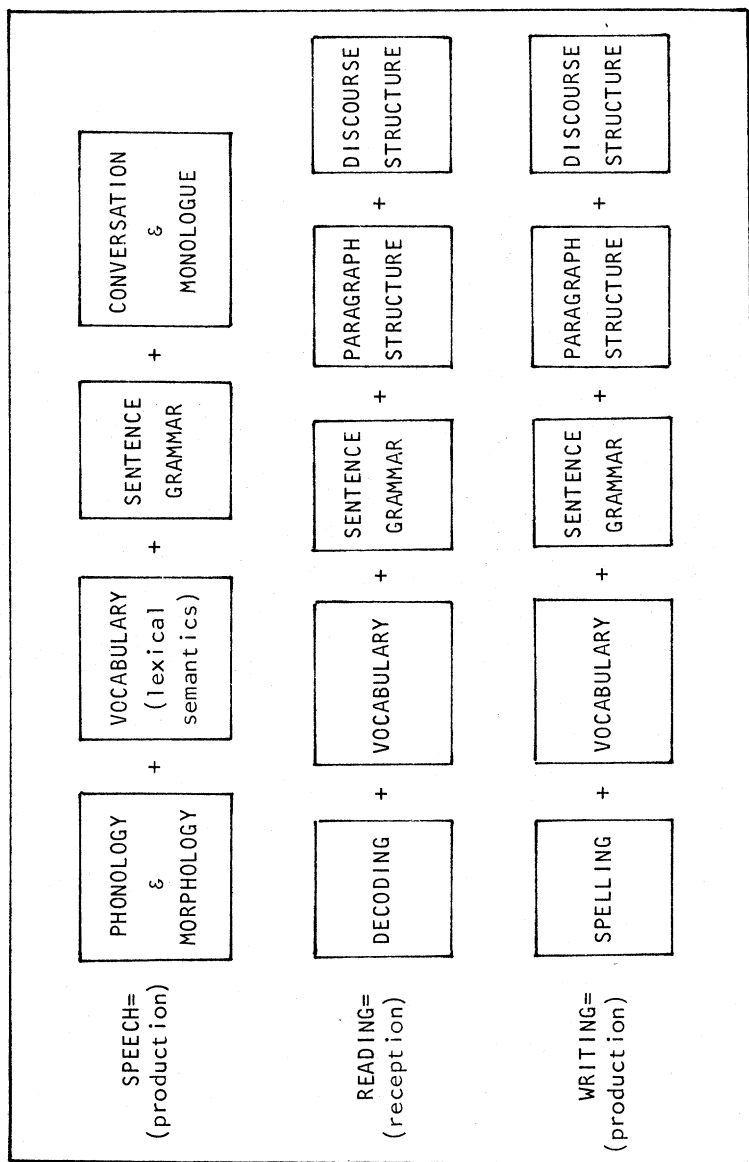 SPEECH=
(production)
PHONOLOGY
&
MORPHOLOGY
+
VOCABULARY
(lexical
semantics)
+
SENTENCE
GRAMMAR
+
CONVERSATION
&
MONOLOGUE
READING=
(reception)
DECODING
+
VOCABULARY
+
SENTENCE
GRAMMAR
+
PARAGRAPH
STRUCTURE
+
DISCOURSE
STRUCTURE
WRITING=
(production)
SPELLING
+
VOCABULARY
+
SENTENCE
GRAMMAR
+
PARAGRAPH
STRUCTURE
+
DISCOURSE
STRUCTURE